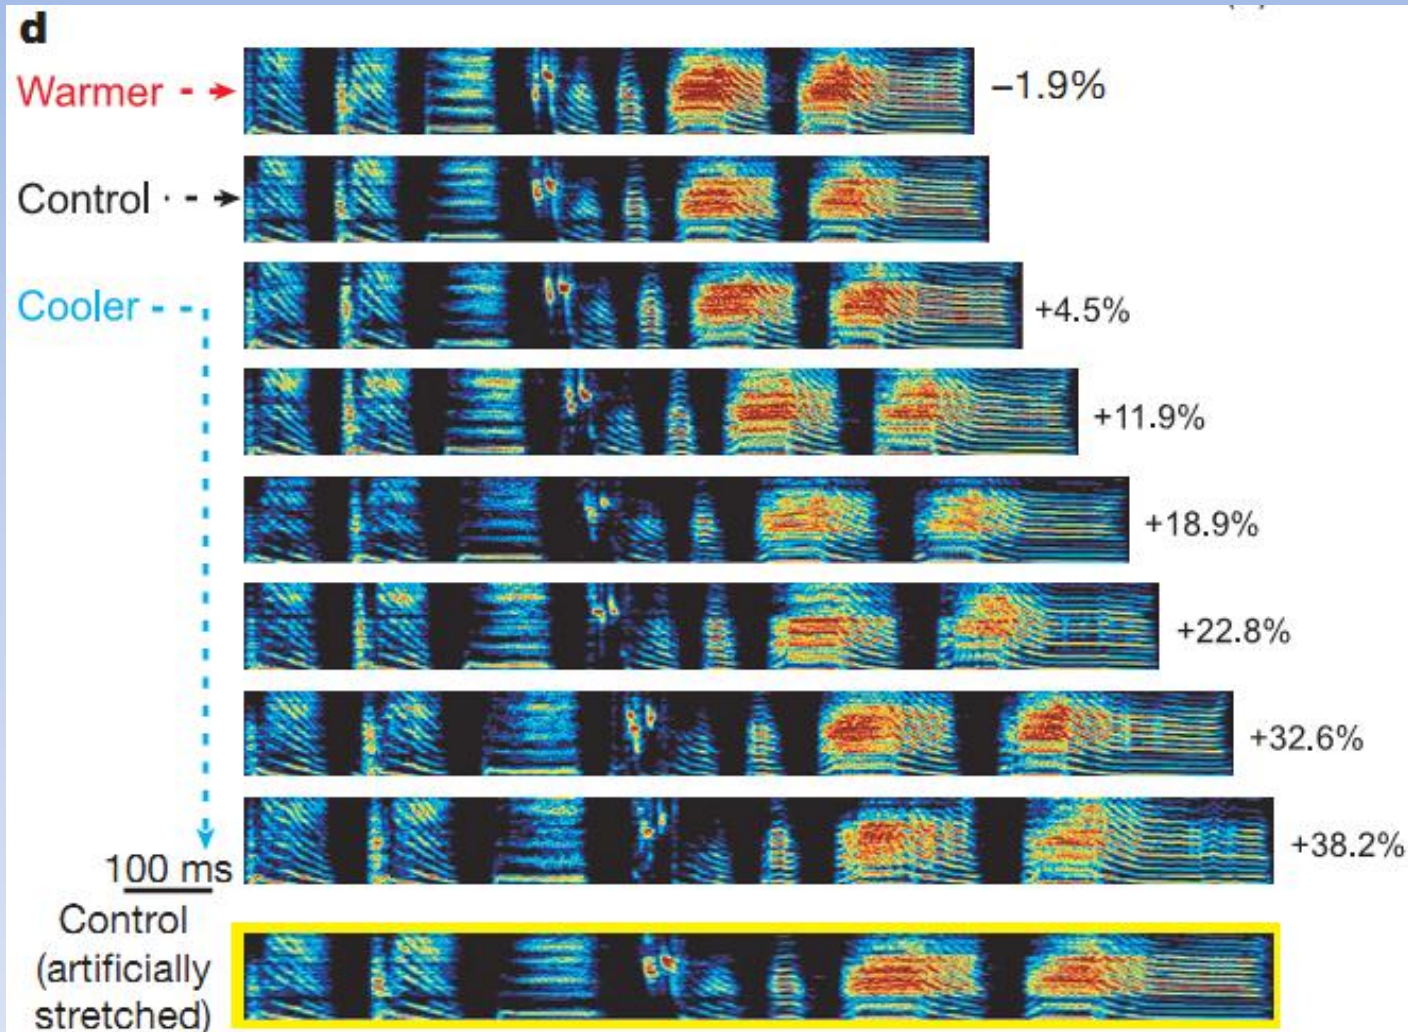 d
Warmer
−1.9%
Control
Cooler
+4.5%
+11.9%
+18.9%
+22.8%
+32.6%
+38.2%
100 ms
Control
(artificially
stretched)